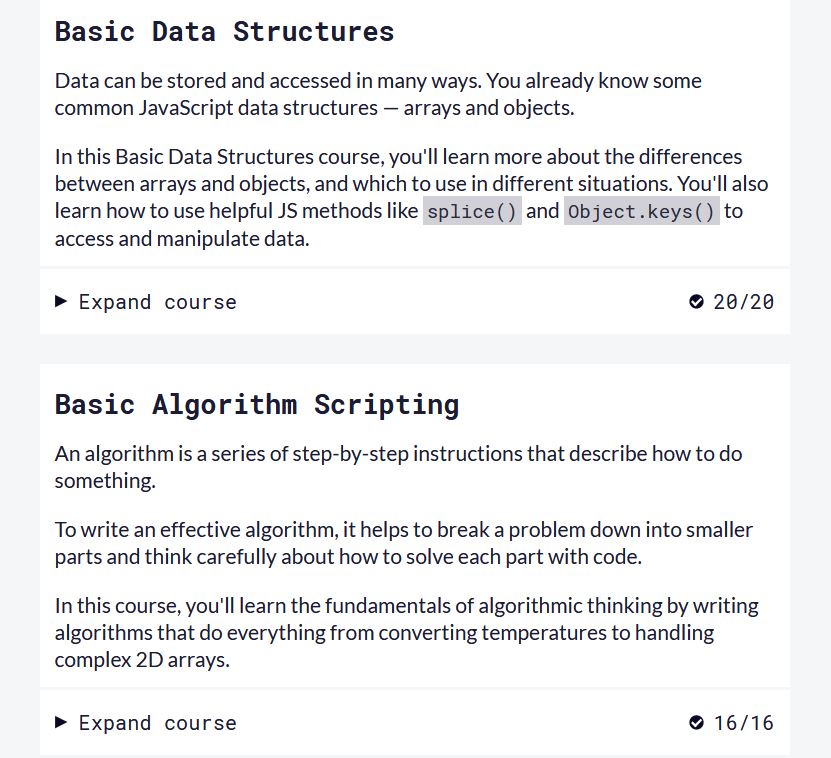 Basic Data Structures
Data can be stored and accessed in many ways. You already know some
common JavaScript data structures — arrays and objects.
In this Basic Data Structures course, you'll learn more about the differences
between arrays and objects, and which to use in different situations. You'll also
learn how to use helpful JS methods like splice() and Object.keys() to
access and manipulate data.
Expand course 20/20
Basic Algorithm Scripting
An algorithm is a series of step-by-step instructions that describe how to do
something.
To write an effective algorithm, it helps to break a problem down into smaller
parts and think carefully about how to solve each part with code.
In this course, you'll learn the fundamentals of algorithmic thinking by writing
algorithms that do everything from converting temperatures to handling
complex 2D arrays.
Expand course 16/16